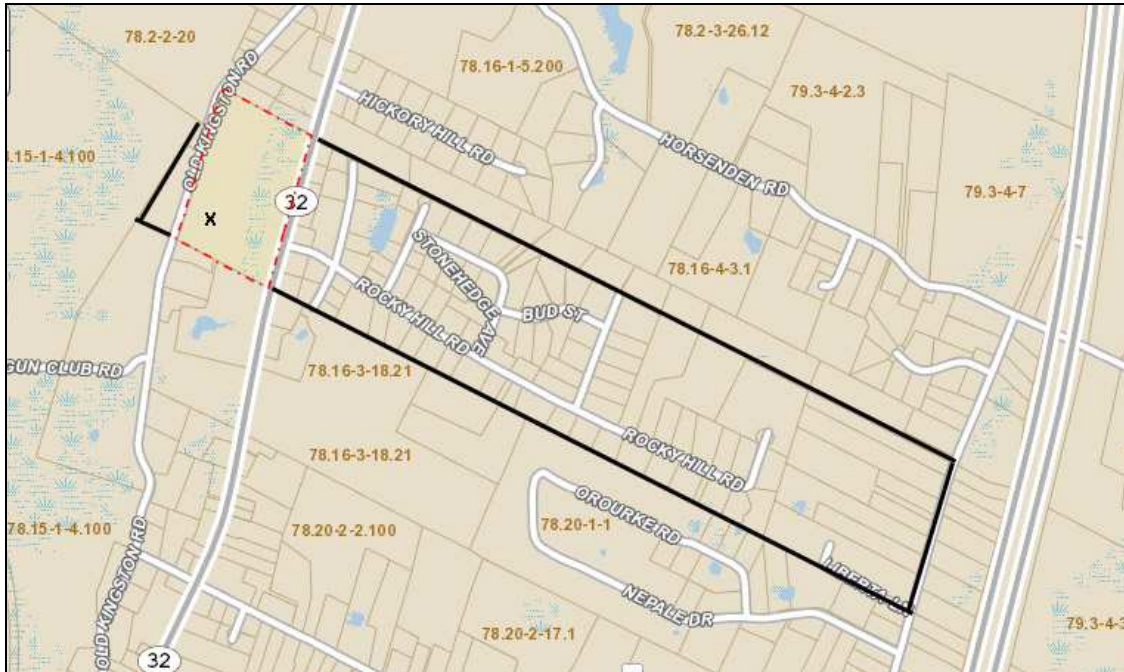 78.2-2-20
78.2-3-26.12
OLD KINGSTON RD
78.16-1-5.200
79.3-4-2.3
HICKORY HILL RD
HORSENDEN RD
.15-1-4.100
79.3-4-7
32
X
STONEHEDGE AVE
78.16-4-3.1
BUD ST
ROCKY HILL RD
GUN CLUB RD
78.16-3-18.21
ROCKY HILL RD
78.16-3-18.21
OROURKE RD
78.15-1-4.100
78.20-2-2.100
78.20-1-1
OLD KINGSTON RD
NEPALE DR
79.3-4-3
78.20-2-17.1
32